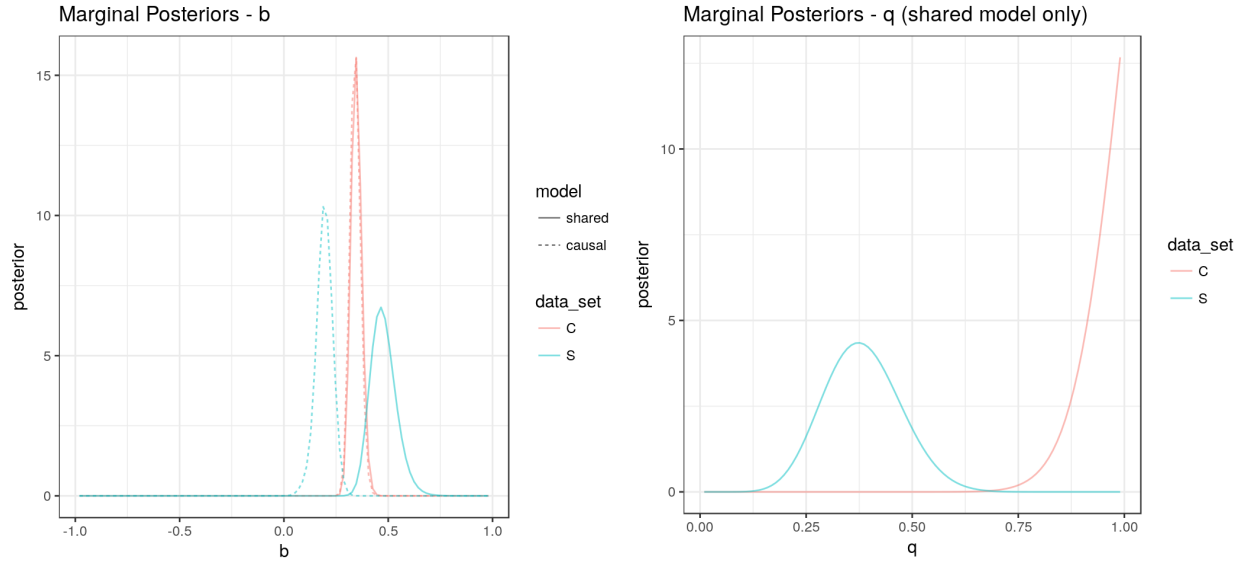 Marginal Posteriors - b
posterior
15
10
5
0
-1.0 -0.5 0.0 0.5 1.0
b
model
shared
causal
data_set
C
S
Marginal Posteriors - q (shared model only)
posterior
10
5
0
0.00 0.25 0.50 0.75 1.00
q
data_set
C
S